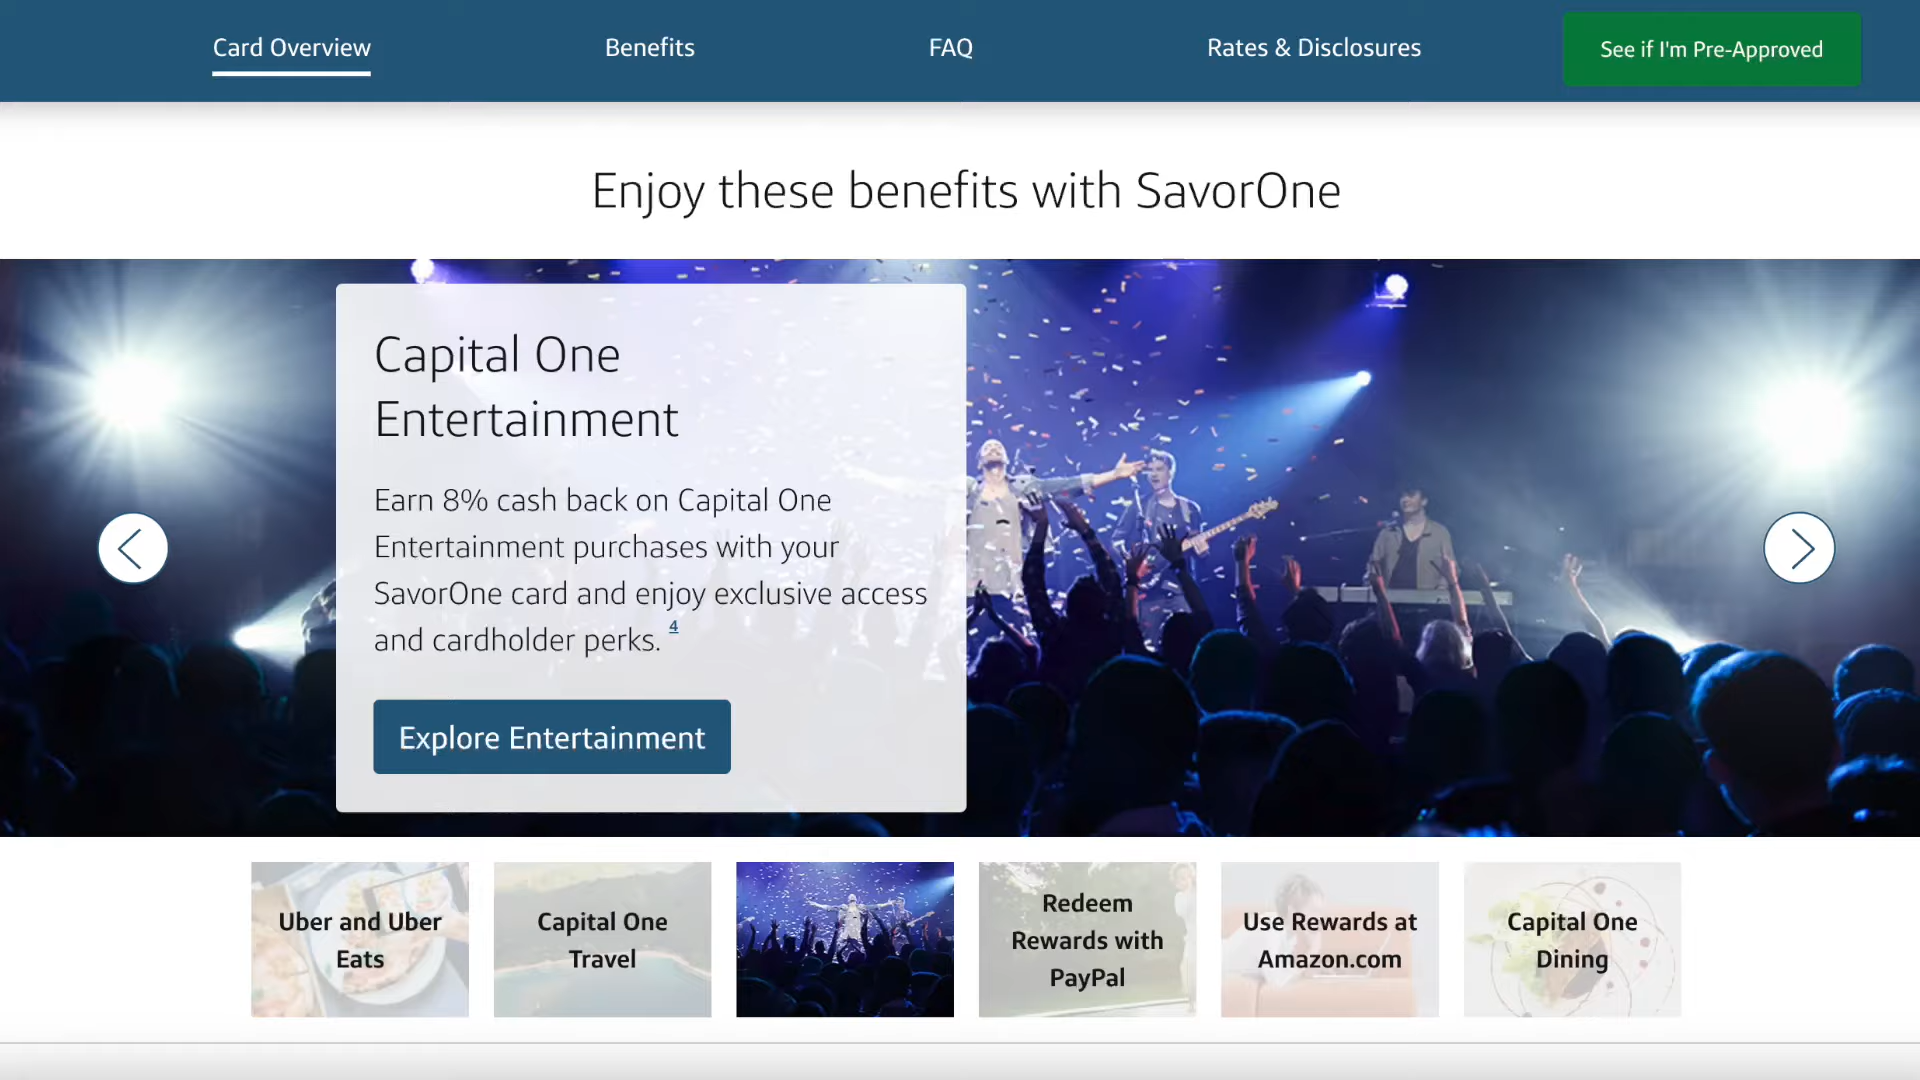 Card Overview
Benefits
FAQ
Rates & Disclosures
See if I'm Pre-Approved
Enjoy these benefits with SavorOne
Capital One
Entertainment
Earn 8% cash back on Capital One
Entertainment purchases with your
SavorOne card and enjoy exclusive access
and cardholder perks. 4
Explore Entertainment
Uber and Uber
Eats
Capital One
Travel
Redeem
Rewards with
PayPal
Use Rewards at
Amazon.com
Capital One
Dining